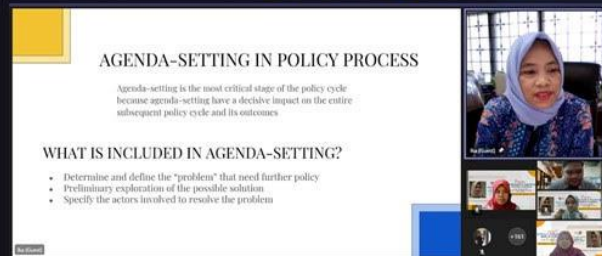 AGENDA-SETTING IN POLICY PROCESS
Agenda-setting is the most critical stage of the policy cycle
because agenda-setting have a decisive impact on the entire
subsequent policy cycle and its outcomes
WHAT IS INCLUDED IN AGENDA-SETTING?
• Determine and define the “problem” that need further policy
• Preliminary exploration of the possible solution
• Specify the actors involved to resolve the problem
(Guest)
(Guest)